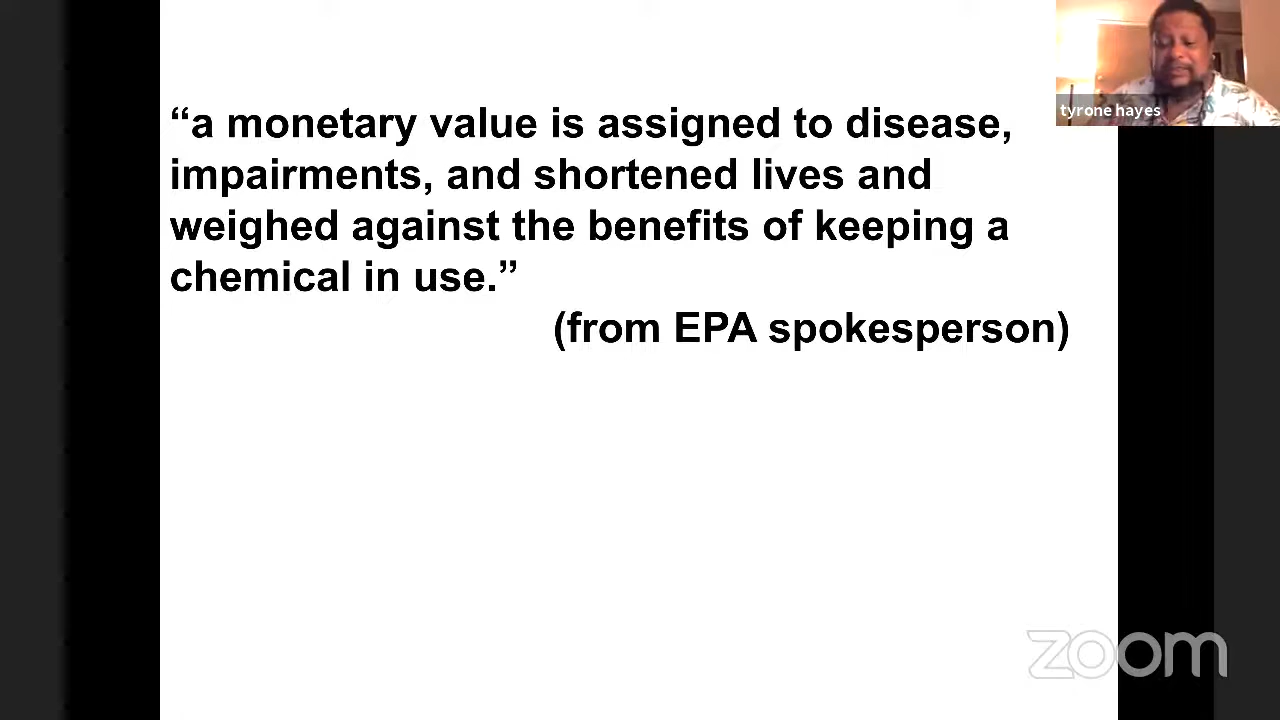 “a monetary value is assigned to disease,
impairments, and shortened lives and
weighed against the benefits of keeping a
chemical in use.”
(from EPA spokesperson)
tyrone hayes
zoom